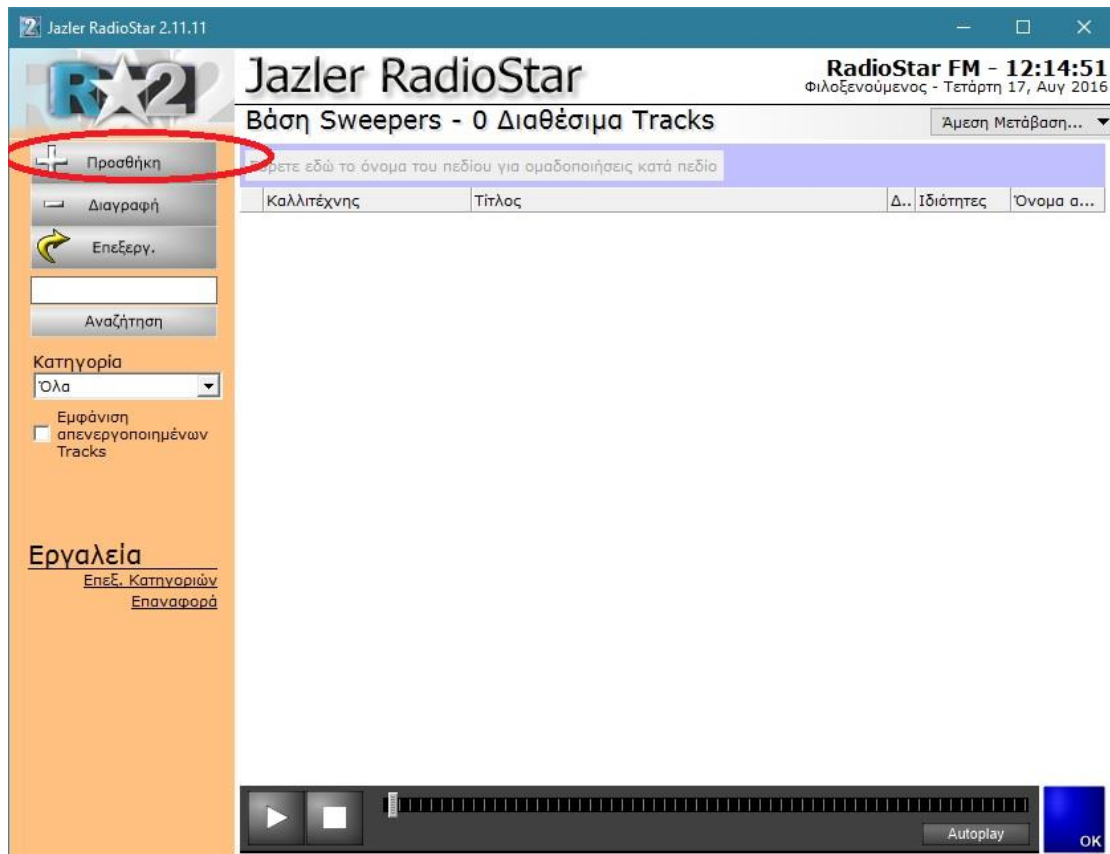 Jazler RadioStar 2.11.11
R 2
Jazler RadioStar
RadioStar FM - 12:14:51
Φιλοξενούμενος - Τετάρτη 17, Αυγ 2016
Βάση Sweepers - 0 Διαθέσιμα Tracks
Άμεση Μετάβαση...
Προσθήκη
Διαγραφή
Επεξεργ.
Αναζήτηση
Κατηγορία
Όλα
Εμφάνιση
απενεργοποιημένων
Tracks
Εργαλεία
Επεξ. Κατηγοριών
Επαναφορά
εδώ το όνομα του πεδίου για ομαδοποιήσεις κατά πεδίο
Καλλιτέχνης Τίτλος Δ.. Ιδιότητες Όνομα α...
Autoplay
OK